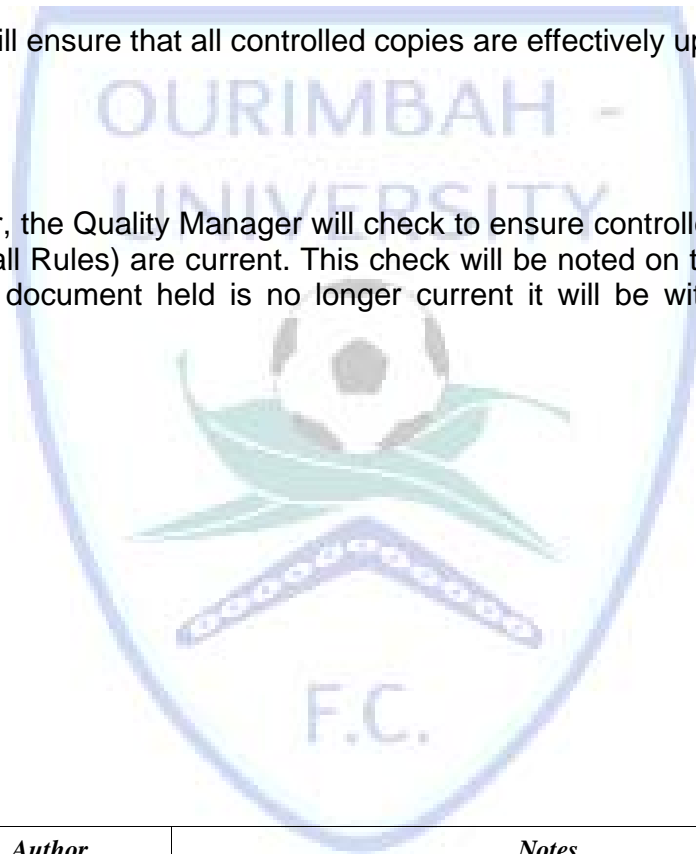 ill ensure that all controlled copies are effectively up
OURIMBAH -
UNIVERSITY
r, the Quality Manager will check to ensure controlle
all Rules) are current. This check will be noted on t
document held is no longer current it will be wit
F.C.
Author Notes